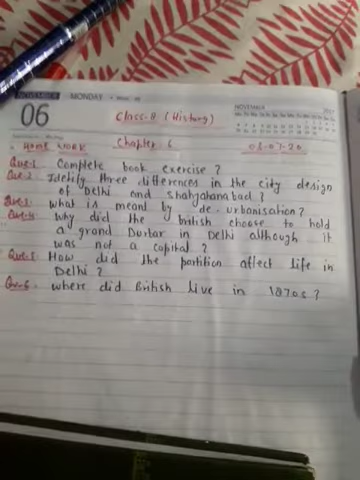 NOVEMBER MONDAY
06
Class-8 (History)
NOVEMBER 2017
Home work Chapter 6 01-07-20
Que-1 Complete book exercise?
Que-2 Idetify three differences in the city design
of Delhi and Shahjahanabad?
Que-3 What is meant by de-urbanisation?
Que-4 Why did the British choose to hold
a grand Durbar in Delhi although it
was not a capital?
Que-5 How did the partition affect life in
Delhi?
Que-6 where did British live in 1870s?